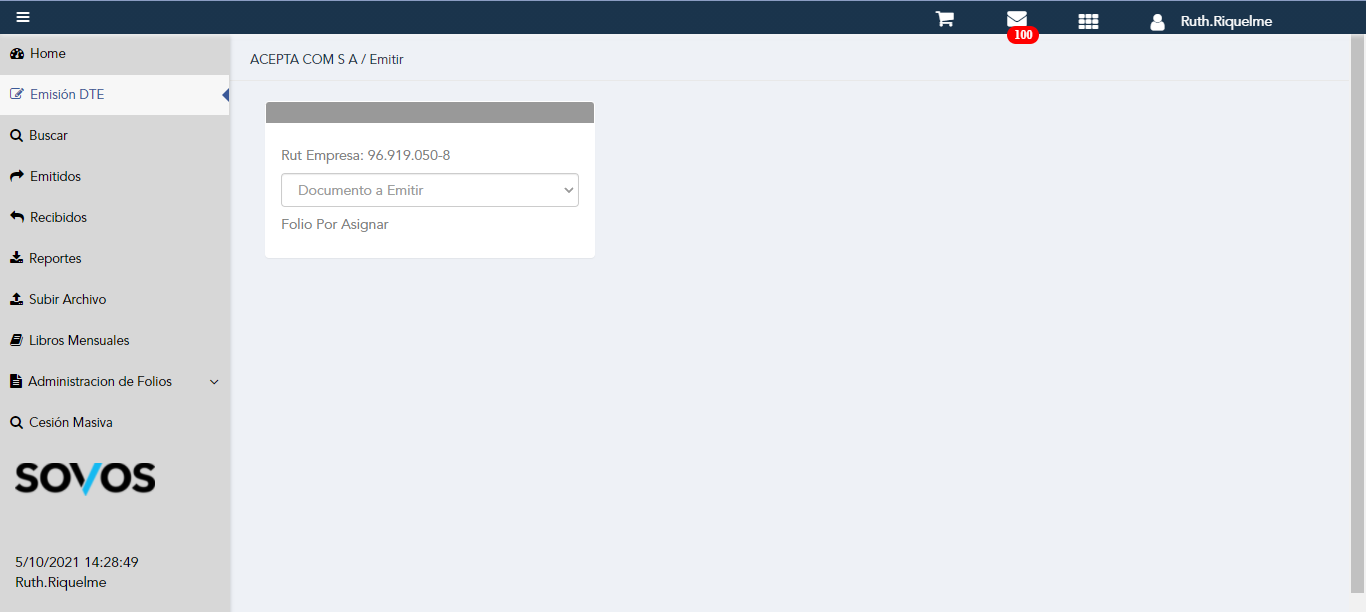 Ruth.Riquelme
100
Home
ACEPTA COM S A / Emitir
Emisión DTE
Buscar
Emitidos
Recibidos
Reportes
Subir Archivo
Libros Mensuales
Administracion de Folios
Cesión Masiva
SOVOS
5/10/2021 14:28:49
Ruth.Riquelme
Rut Empresa: 96.919.050-8
Documento a Emitir
Folio Por Asignar